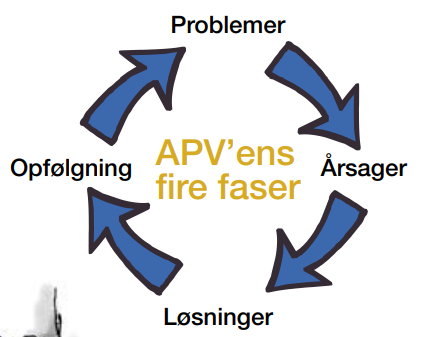 Problemer
APV’ens
fire faser
Årsager
Løsninger
Opfølgning